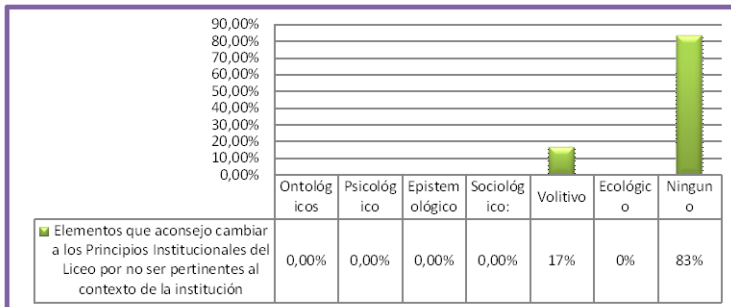 90,00%
80,00%
70,00%
60,00%
50,00%
40,00%
30,00%
20,00%
10,00%
0,00%
Ontológ Psicológ Epistem Sociológ Volitivo Ecológic Ningun
icos ico ológico ico: o o
Elementos que aconsejo cambiar
a los Principios Institucionales del
Liceo por no ser pertinentes al
contexto de la institución
0,00% 0,00% 0,00% 0,00% 17% 0% 83%